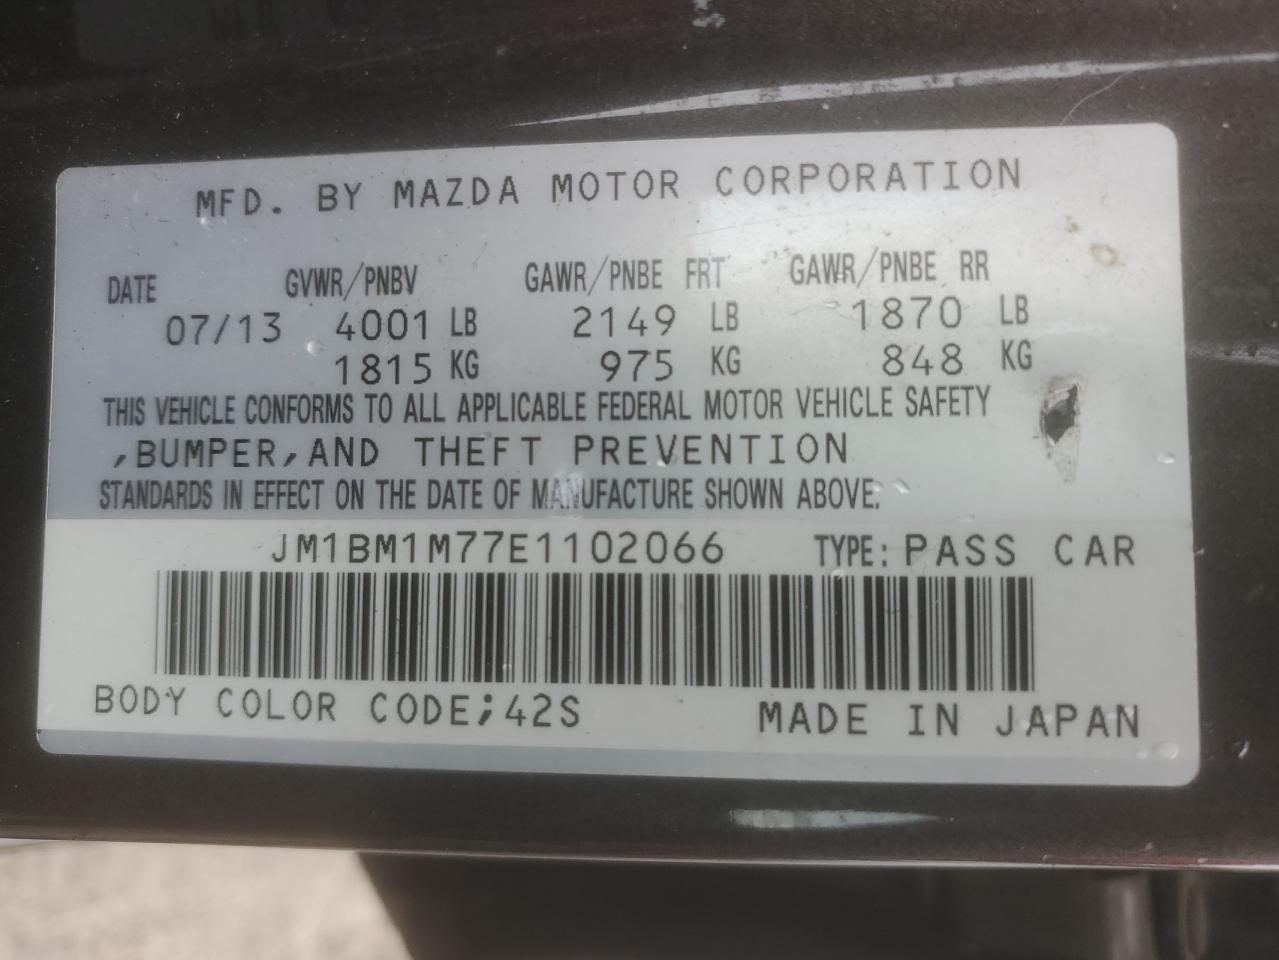 MFD. BY MAZDA MOTOR CORPORATION
DATE GVWR/PNBV GAWR/PNBE FRT GAWR/PNBE RR
07/13 4001 LB 2149 LB 1870 LB
1815 KG 975 KG 848 KG
THIS VEHICLE CONFORMS TO ALL APPLICABLE FEDERAL MOTOR VEHICLE SAFETY
,BUMPER,AND THEFT PREVENTION
STANDARDS IN EFFECT ON THE DATE OF MANUFACTURE SHOWN ABOVE.
JM1BM1M77E1102066 TYPE: PASS CAR
BODY COLOR CODE;42S MADE IN JAPAN